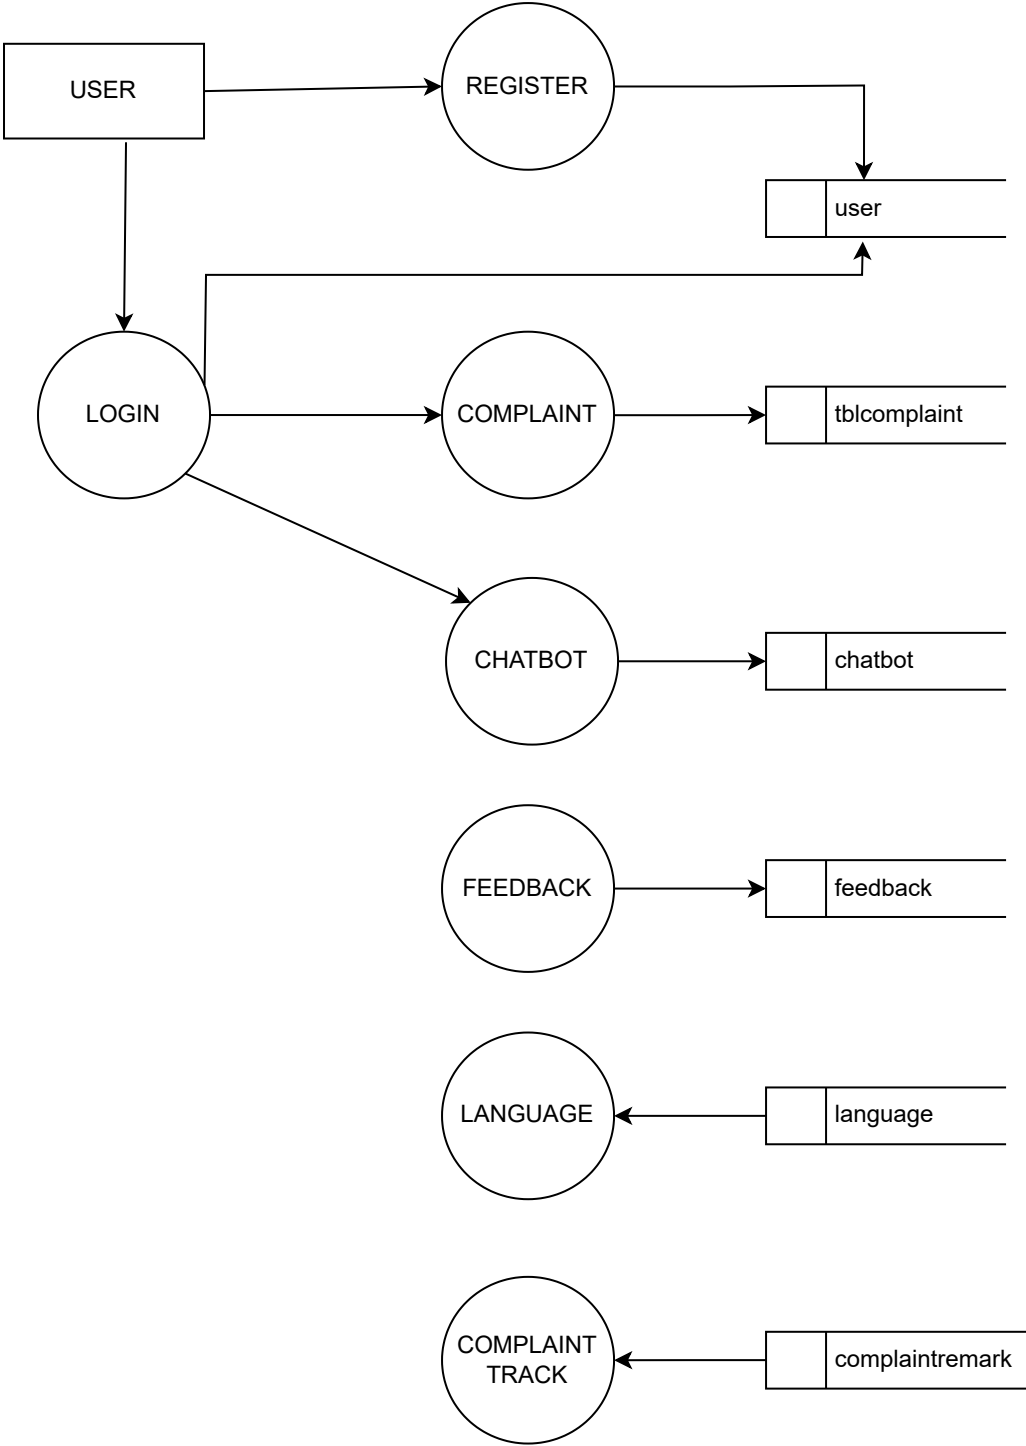 USER
REGISTER
user
LOGIN
COMPLAINT
tblcomplaint
CHATBOT
chatbot
FEEDBACK
feedback
LANGUAGE
language
COMPLAINT
TRACK
complaintremark